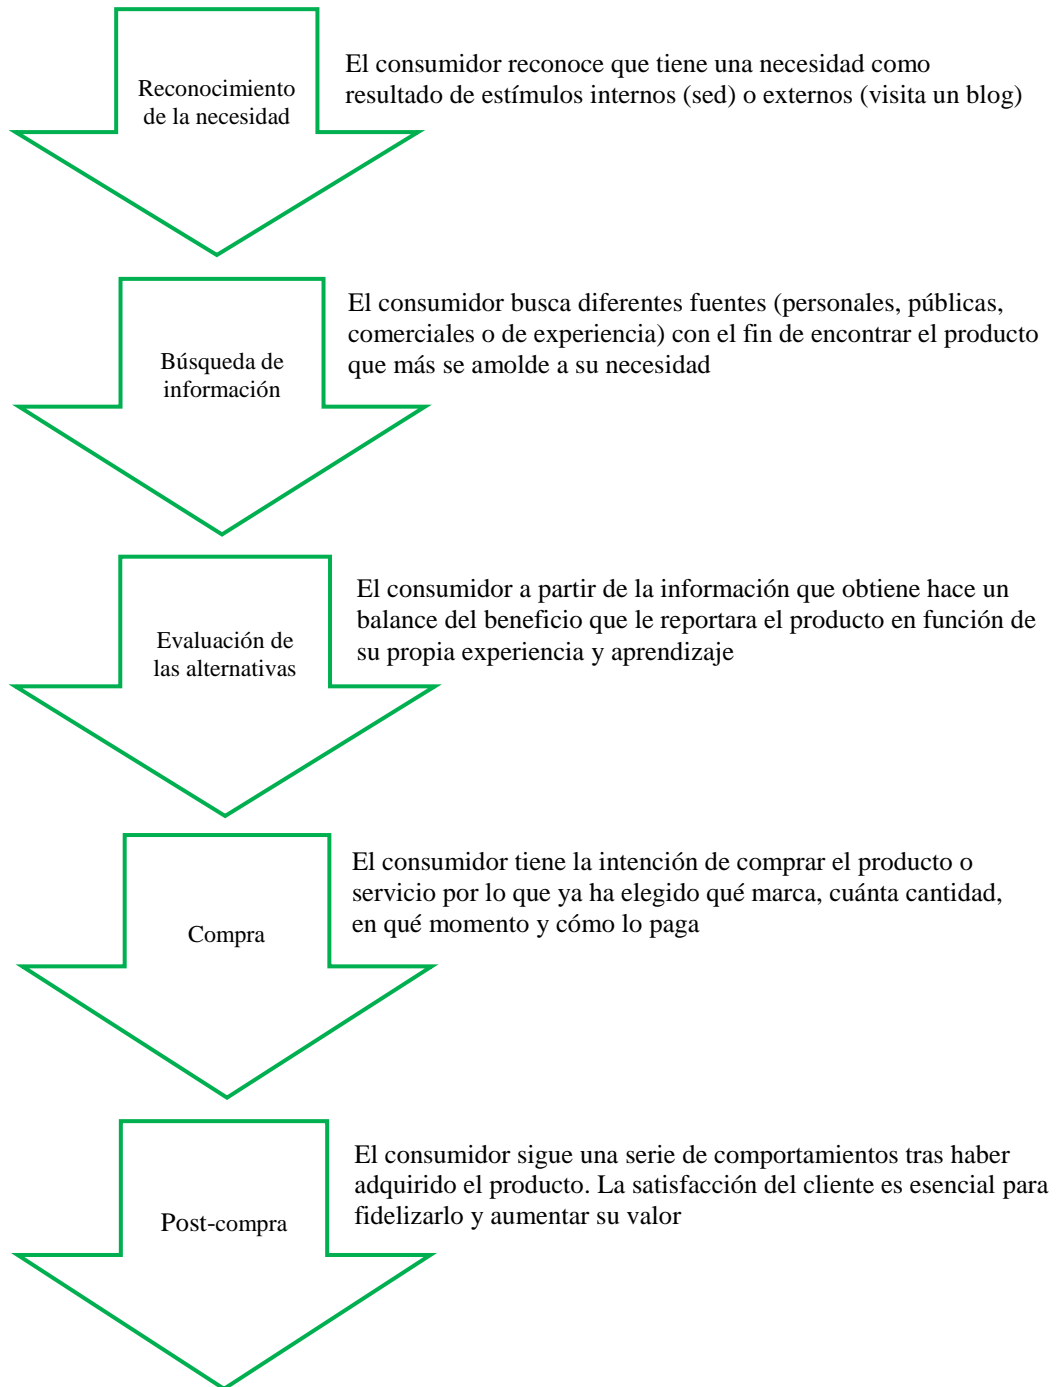 Reconocimiento
de la necesidad
El consumidor reconoce que tiene una necesidad como
resultado de estímulos internos (sed) o externos (visita un blog)
Búsqueda de
información
El consumidor busca diferentes fuentes (personales, públicas,
comerciales o de experiencia) con el fin de encontrar el producto
que más se amolde a su necesidad
Evaluación de
las alternativas
El consumidor a partir de la información que obtiene hace un
balance del beneficio que le reportara el producto en función de
su propia experiencia y aprendizaje
Compra
El consumidor tiene la intención de comprar el producto o
servicio por lo que ya ha elegido qué marca, cuánta cantidad,
en qué momento y cómo lo paga
Post-compra
El consumidor sigue una serie de comportamientos tras haber
adquirido el producto. La satisfacción del cliente es esencial para
fidelizarlo y aumentar su valor